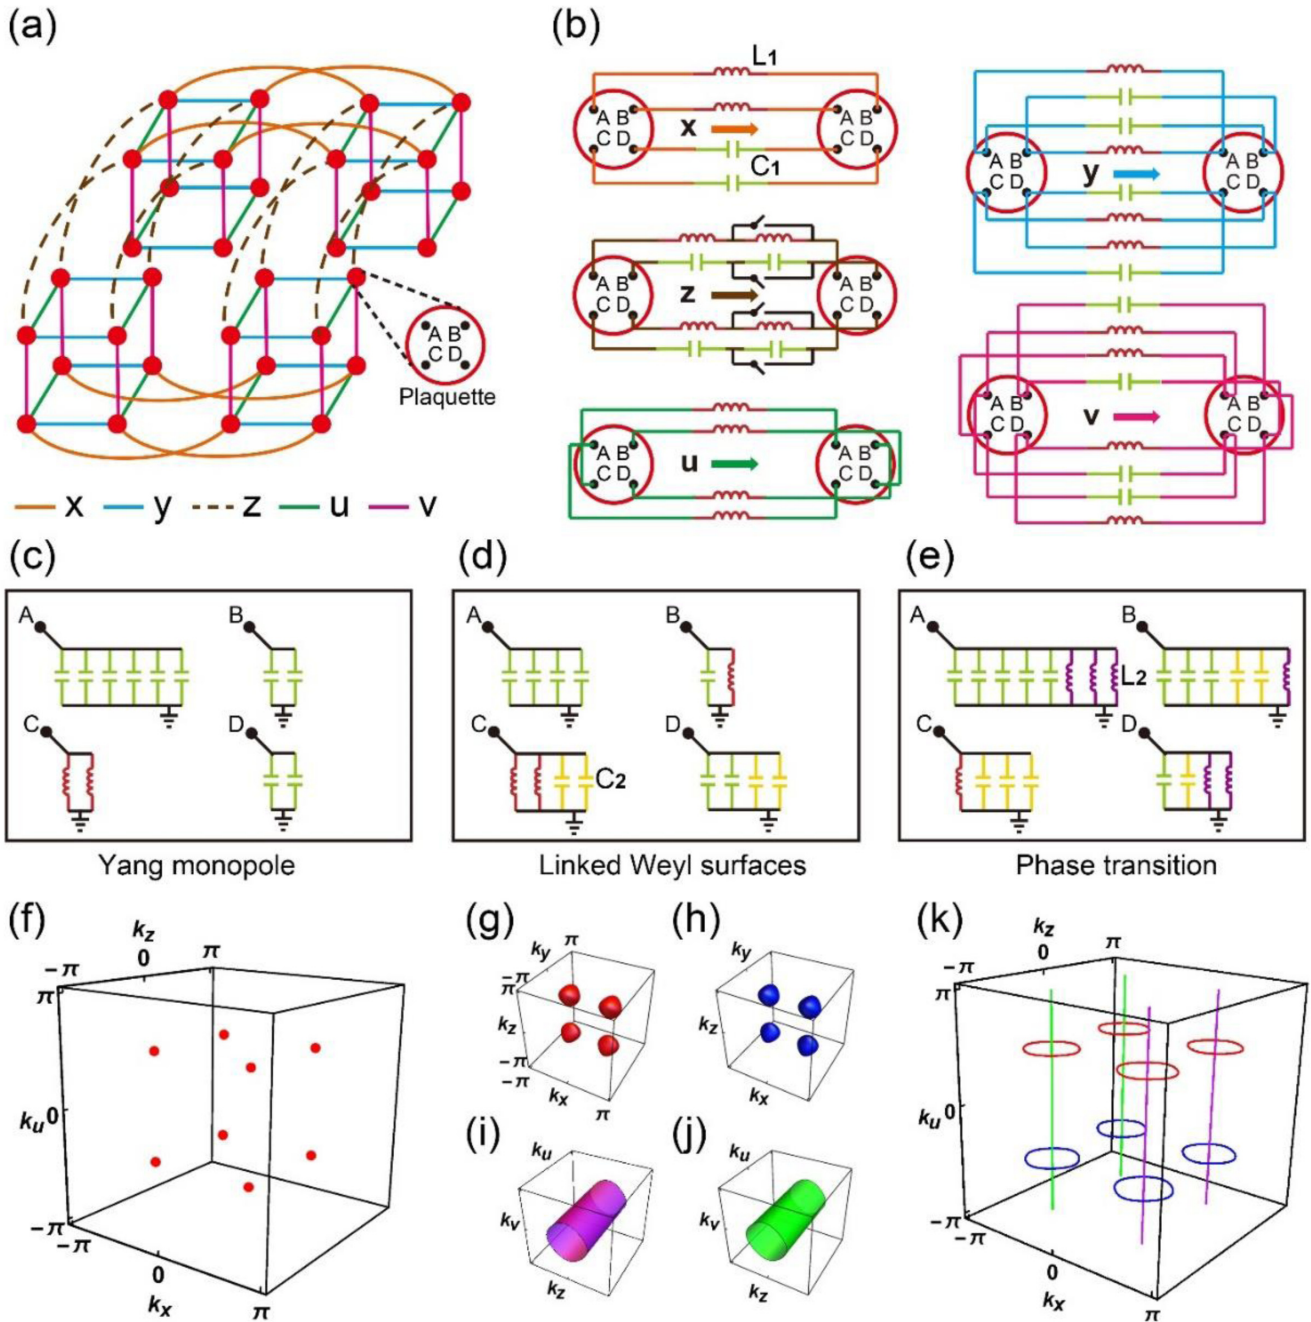 (a)
A B
C D
Plaquette
x y z u v
(b)
L1
A B
C D
x
A B
C D
C1
A B
C D
y
A B
C D
A B
C D
z
A B
C D
A B
C D
u
A B
C D
A B
C D
v
A B
C D
(c)
A
B
C
D
Yang monopole
(d)
A
B
C
C2
D
Linked Weyl surfaces
(e)
A
L2
B
C
D
Phase transition
(f)
kz
-π 0 π
π
ku 0
-π
-π
0
kx
π
(g)
ky
π
-π
π
kz
-π
-π
kx
π
(h)
ky
kz
kx
(i)
ku
kv
kz
(j)
ku
kv
kz
(k)
kz
-π 0 π
π
ku 0
-π
-π
0
kx
π